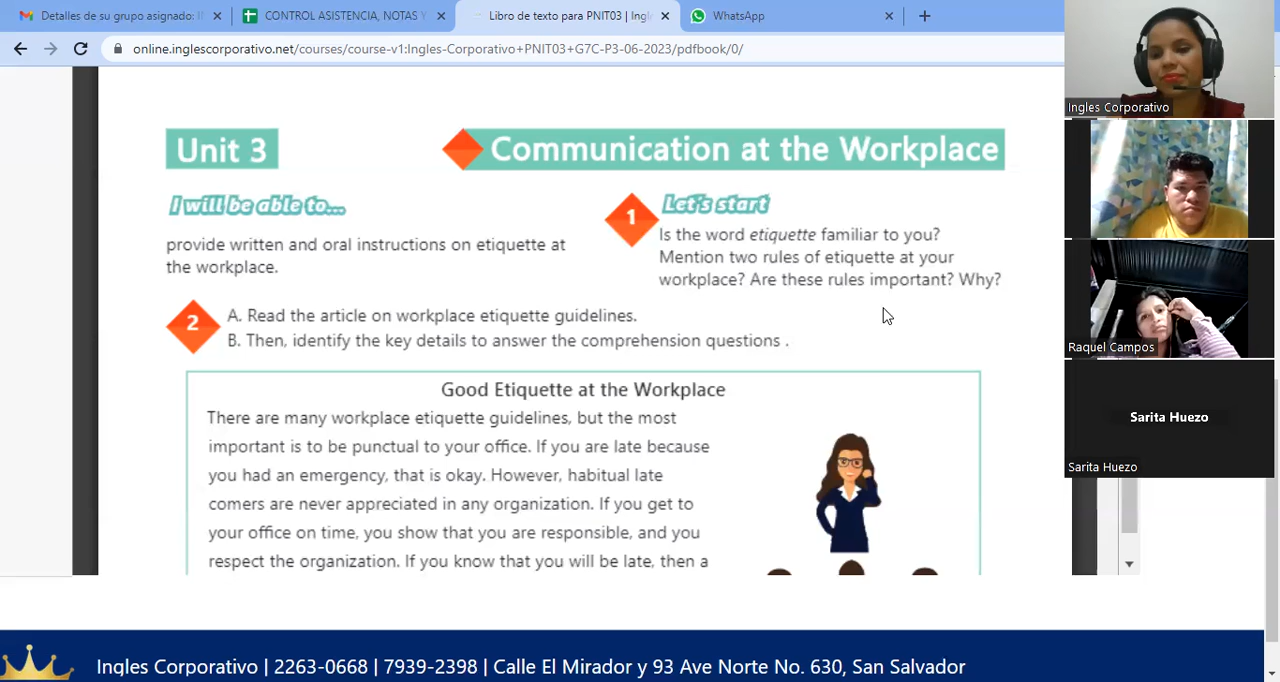 Detalles de su grupo asignado: I
CONTROL ASISTENCIA, NOTAS Y
Libro de texto para PNIT03 | Ingl
WhatsApp
online.inglescorporativo.net/courses/course-v1:Ingles-Corporativo+PNIT03+G7C-P3-06-2023/pdfbook/0/
Ingles Corporativo
Raquel Campos
Sarita Huezo
Sarita Huezo
Unit 3
Communication at the Workplace
I will be able to...
provide written and oral instructions on etiquette at
the workplace.
1
Let's start
Is the word etiquette familiar to you?
Mention two rules of etiquette at your
workplace? Are these rules important? Why?
2
A. Read the article on workplace etiquette guidelines.
B. Then, identify the key details to answer the comprehension questions .
Good Etiquette at the Workplace
There are many workplace etiquette guidelines, but the most
important is to be punctual to your office. If you are late because
you had an emergency, that is okay. However, habitual late
comers are never appreciated in any organization. If you get to
your office on time, you show that you are responsible, and you
respect the organization. If you know that you will be late, then a
Ingles Corporativo | 2263-0668 | 7939-2398 | Calle El Mirador y 93 Ave Norte No. 630, San Salvador